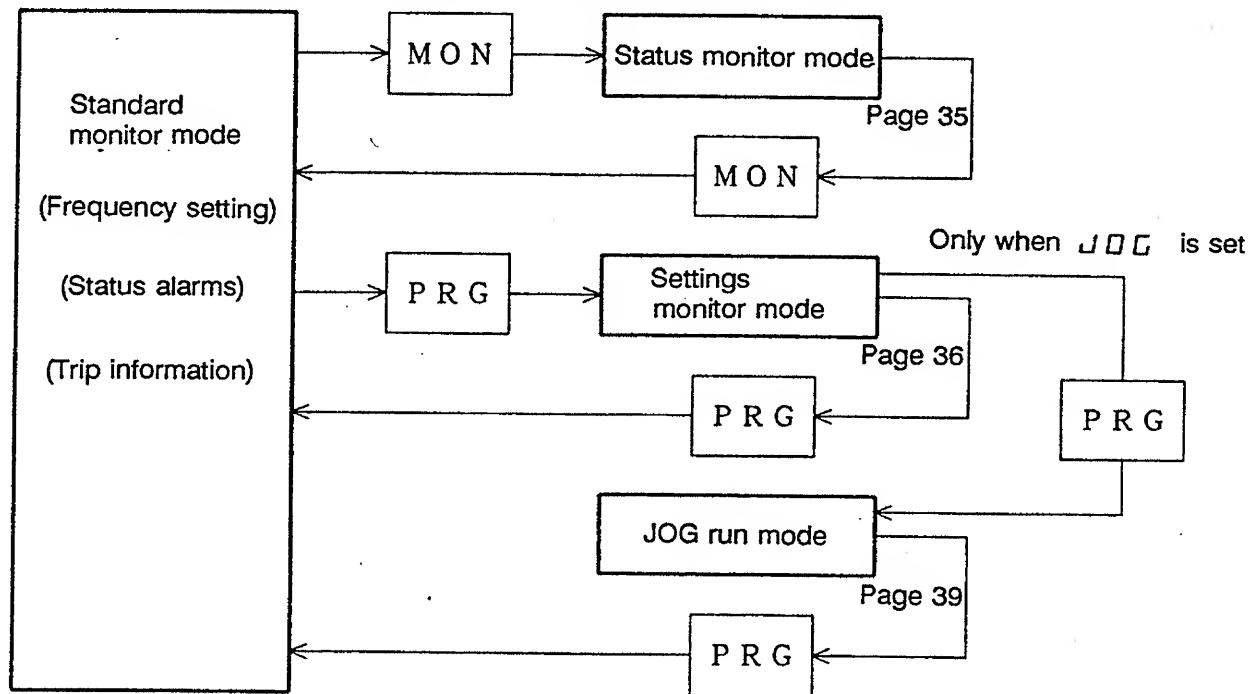 MON
Status monitor mode
Standard
monitor mode
Page 35
MON
(Frequency setting)
Only when JOG is set
(Status alarms)
PRG
Settings
monitor mode
Page 36
(Trip information)
PRG
PRG
JOG run mode
Page 39
PRG